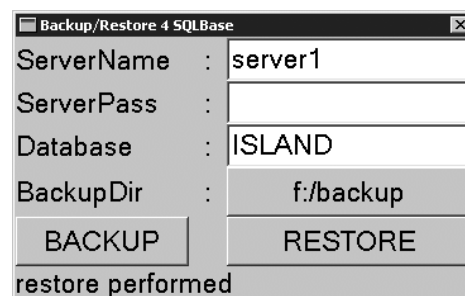 Backup/Restore 4 SQLBase
ServerName : server1
ServerPass :
Database : ISLAND
BackupDir : f:/backup
BACKUP RESTORE
restore performed